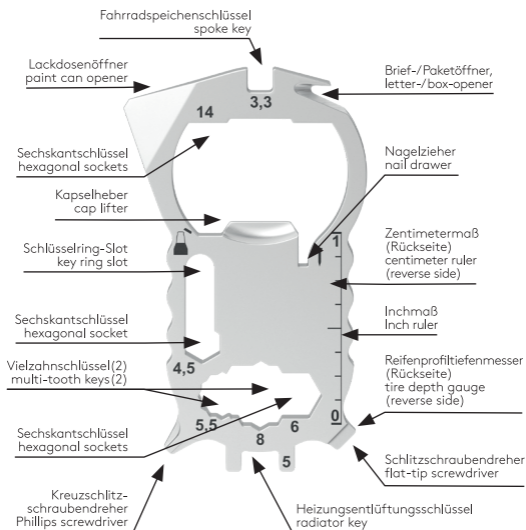 Fahrradspeichenschlüssel
spoke key
Lackdosenöffner
paint can opener
Brief-/Paketöffner,
letter-/box-opener
3,3
14
Sechskantschlüssel
hexagonal sockets
Nagelzieher
nail drawer
Kapselheber
cap lifter
Zentimetermaß
(Rückseite)
centimeter ruler
(reverse side)
1
Schlüsselring-Slot
key ring slot
Sechskantschlüssel
hexagonal socket
Inchmaß
Inch ruler
4,5
Vielzahnschlüssel(2)
multi-tooth keys(2)
Reifenprofiltiefenmesser
(Rückseite)
tire depth gauge
(reverse side)
0
5,5
6
8
5
Sechskantschlüssel
hexagonal sockets
Schlitzschraubendreher
flat-tip screwdriver
Kreuzschlitz-
schraubendreher
Phillips screwdriver
Heizungsentlüftungsschlüssel
radiator key